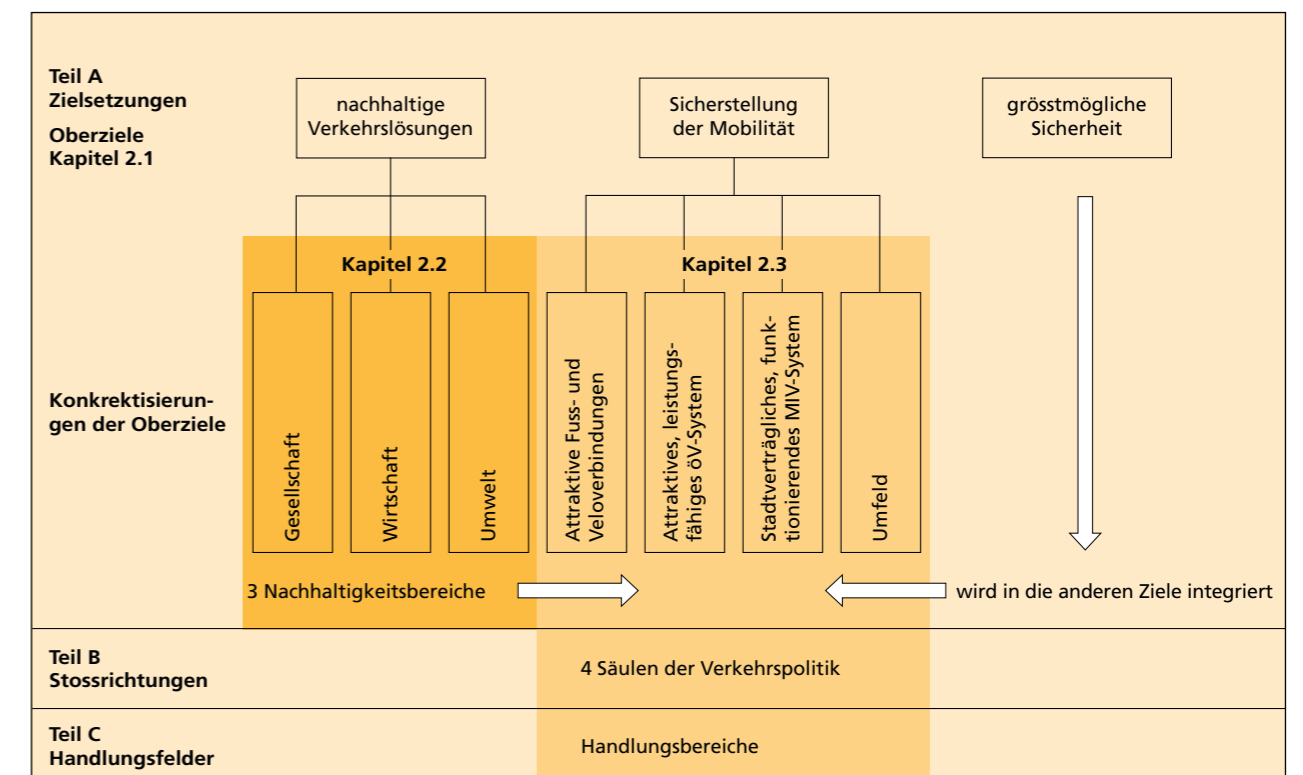 Teil A
Zielsetzungen
Oberziele
Kapitel 2.1
nachhaltige
Verkehrslösungen
Sicherstellung
der Mobilität
grösstmögliche
Sicherheit
Kapitel 2.2
Kapitel 2.3
Konkrektisierun-
gen der Oberziele
Gesellschaft
Wirtschaft
Umwelt
Attraktive Fuss- und
Veloverbindungen
Attraktives, leistungs-
fähiges öV-System
Stadtverträgliches, funk-
tionierendes MIV-System
Umfeld
3 Nachhaltigkeitsbereiche
wird in die anderen Ziele integriert
Teil B
Stossrichtungen
4 Säulen der Verkehrspolitik
Teil C
Handlungsfelder
Handlungsbereiche